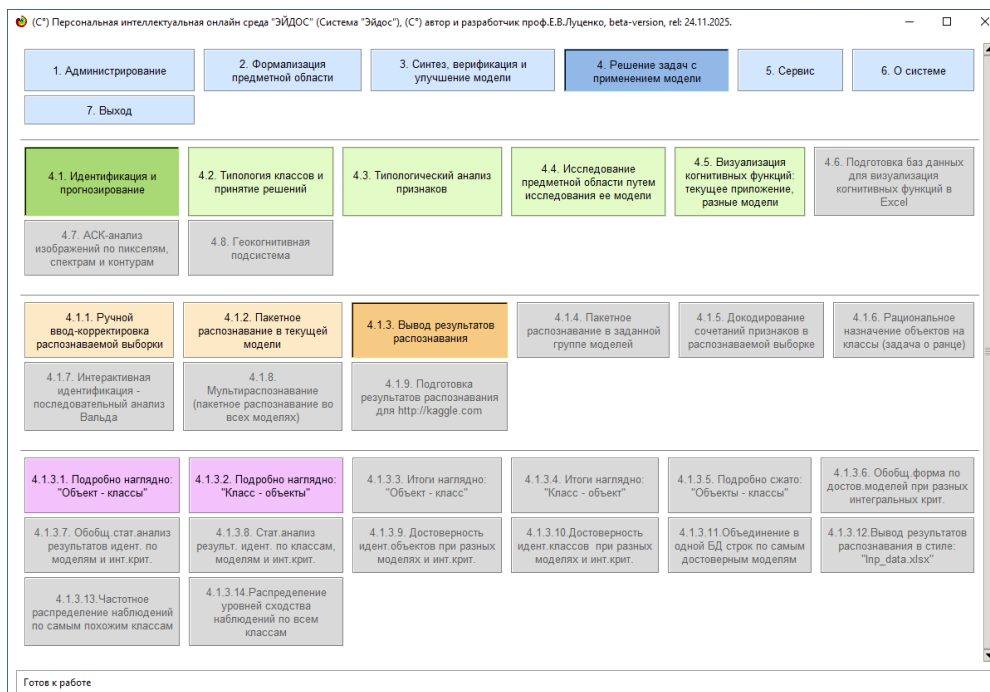 (C°) Персональная интеллектуальная онлайн среда "ЭЙДОС" (Система "Эйдос"), (C°) автор и разработчик проф.Е.В.Луценко, beta-version, rel: 24.11.2025.
1. Администрирование
2. Формализация
предметной области
3. Синтез, верификация и
улучшение модели
4. Решение задач с
применением модели
5. Сервис
6. О системе
7. Выход
4.1. Идентификация и
прогнозирование
4.2. Типология классов и
принятие решений
4.3. Типологический анализ
признаков
4.4. Исследование
предметной области путем
исследования ее модели
4.5. Визуализация
когнитивных функций:
текущее приложение,
разные модели
4.6. Подготовка баз данных
для визуализации
когнитивных функций в
Excel
4.7. АСК-анализ
изображений по пикселям,
спектрам и контурам
4.8. Геокогнитивная
подсистема
4.1.1. Ручной
ввод-корректировка
распознаваемой выборки
4.1.2. Пакетное
распознавание в текущей
модели
4.1.3. Вывод результатов
распознавания
4.1.4. Пакетное
распознавание в заданной
группе моделей
4.1.5. Докодирование
сочетаний признаков в
распознаваемой выборке
4.1.6. Рациональное
назначение объектов на
классы (задача о ранце)
4.1.7. Интерактивная
идентификация -
последовательный анализ
Вальда
4.1.8.
Мультираспознавание
(пакетное распознавание во
всех моделях)
4.1.9. Подготовка
результатов распознавания
для http://kaggle.com
4.1.3.1. Подробно наглядно:
"Объект - классы"
4.1.3.2. Подробно наглядно:
"Класс - объекты"
4.1.3.3. Итоги наглядно:
"Объект - класс"
4.1.3.4. Итоги наглядно:
"Класс - объект"
4.1.3.5. Подробно сжато:
"Объекты - классы"
4.1.3.6. Обобщ.форма по
достов.моделей при разных
интегральных крит.
4.1.3.7. Обобщ.стат.анализ
результатов идент. по
моделям и инт.крит.
4.1.3.8. Стат.анализ
результ. идент. по классам,
моделям и инт.крит.
4.1.3.9. Достоверность
идент.объектов при разных
моделях и инт.крит.
4.1.3.10.Достоверность
идент.классов при разных
моделях и инт.крит.
4.1.3.11.Объединение в
одной БД строк по самым
достоверным моделям
4.1.3.12.Вывод результатов
распознавания в стиле:
"Inp_data.xlsx"
4.1.3.13.Частотное
распределение наблюдений
по самым похожим классам
4.1.3.14.Распределение
уровней сходства
наблюдений по всем
классам
Готов к работе